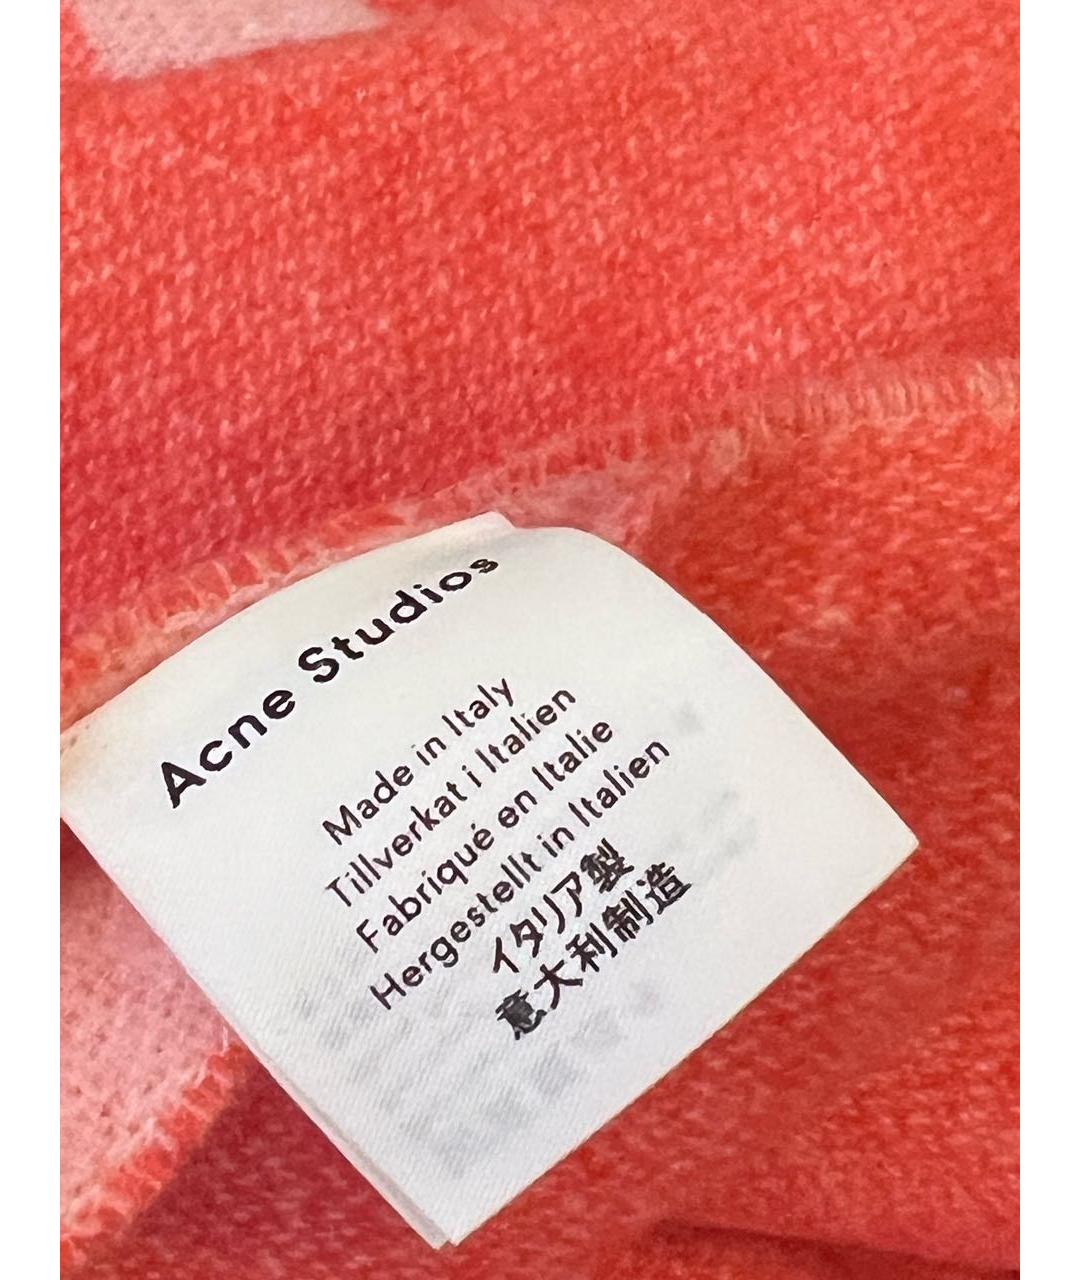 Acne Studios
Made in Italy
Tillverkat i Italien
Fabriqué en Italie
Hergestellt in Italien
イタリア製
意大利制造